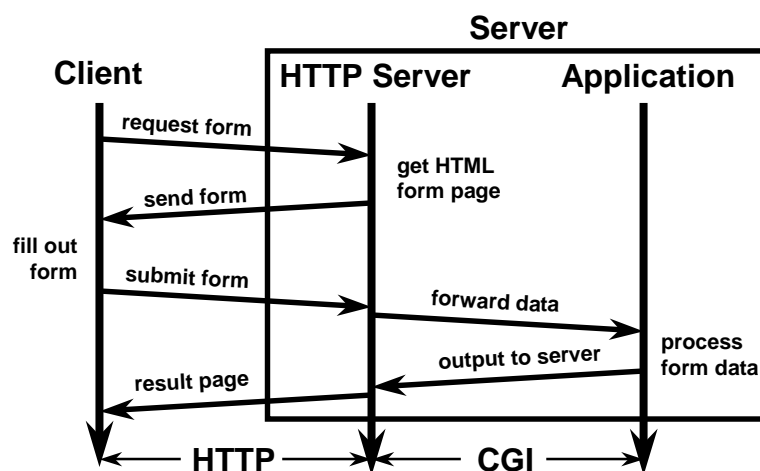 Server
Client
HTTP Server
Application
request form
get HTML
form page
send form
fill out
form
submit form
forward data
process
form data
output to server
result page
HTTP
CGI